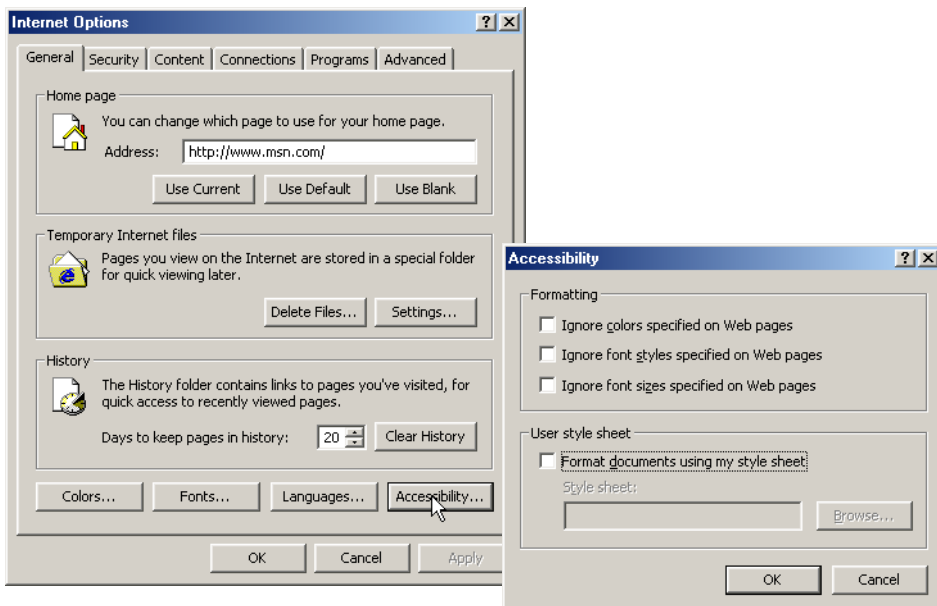 Internet Options
General Security Content Connections Programs Advanced
Home page
You can change which page to use for your home page.
Address: http://www.msn.com/
Use Current Use Default Use Blank
Temporary Internet files
Pages you view on the Internet are stored in a special folder
for quick viewing later.
Delete Files... Settings...
History
The History folder contains links to pages you've visited, for
quick access to recently viewed pages.
Days to keep pages in history: 20 Clear History
Colors... Fonts... Languages... Accessibility...
OK Cancel Apply
Accessibility
Formatting
Ignore colors specified on Web pages
Ignore font styles specified on Web pages
Ignore font sizes specified on Web pages
User style sheet
Format documents using my style sheet
Style sheet:
Browse...
OK Cancel